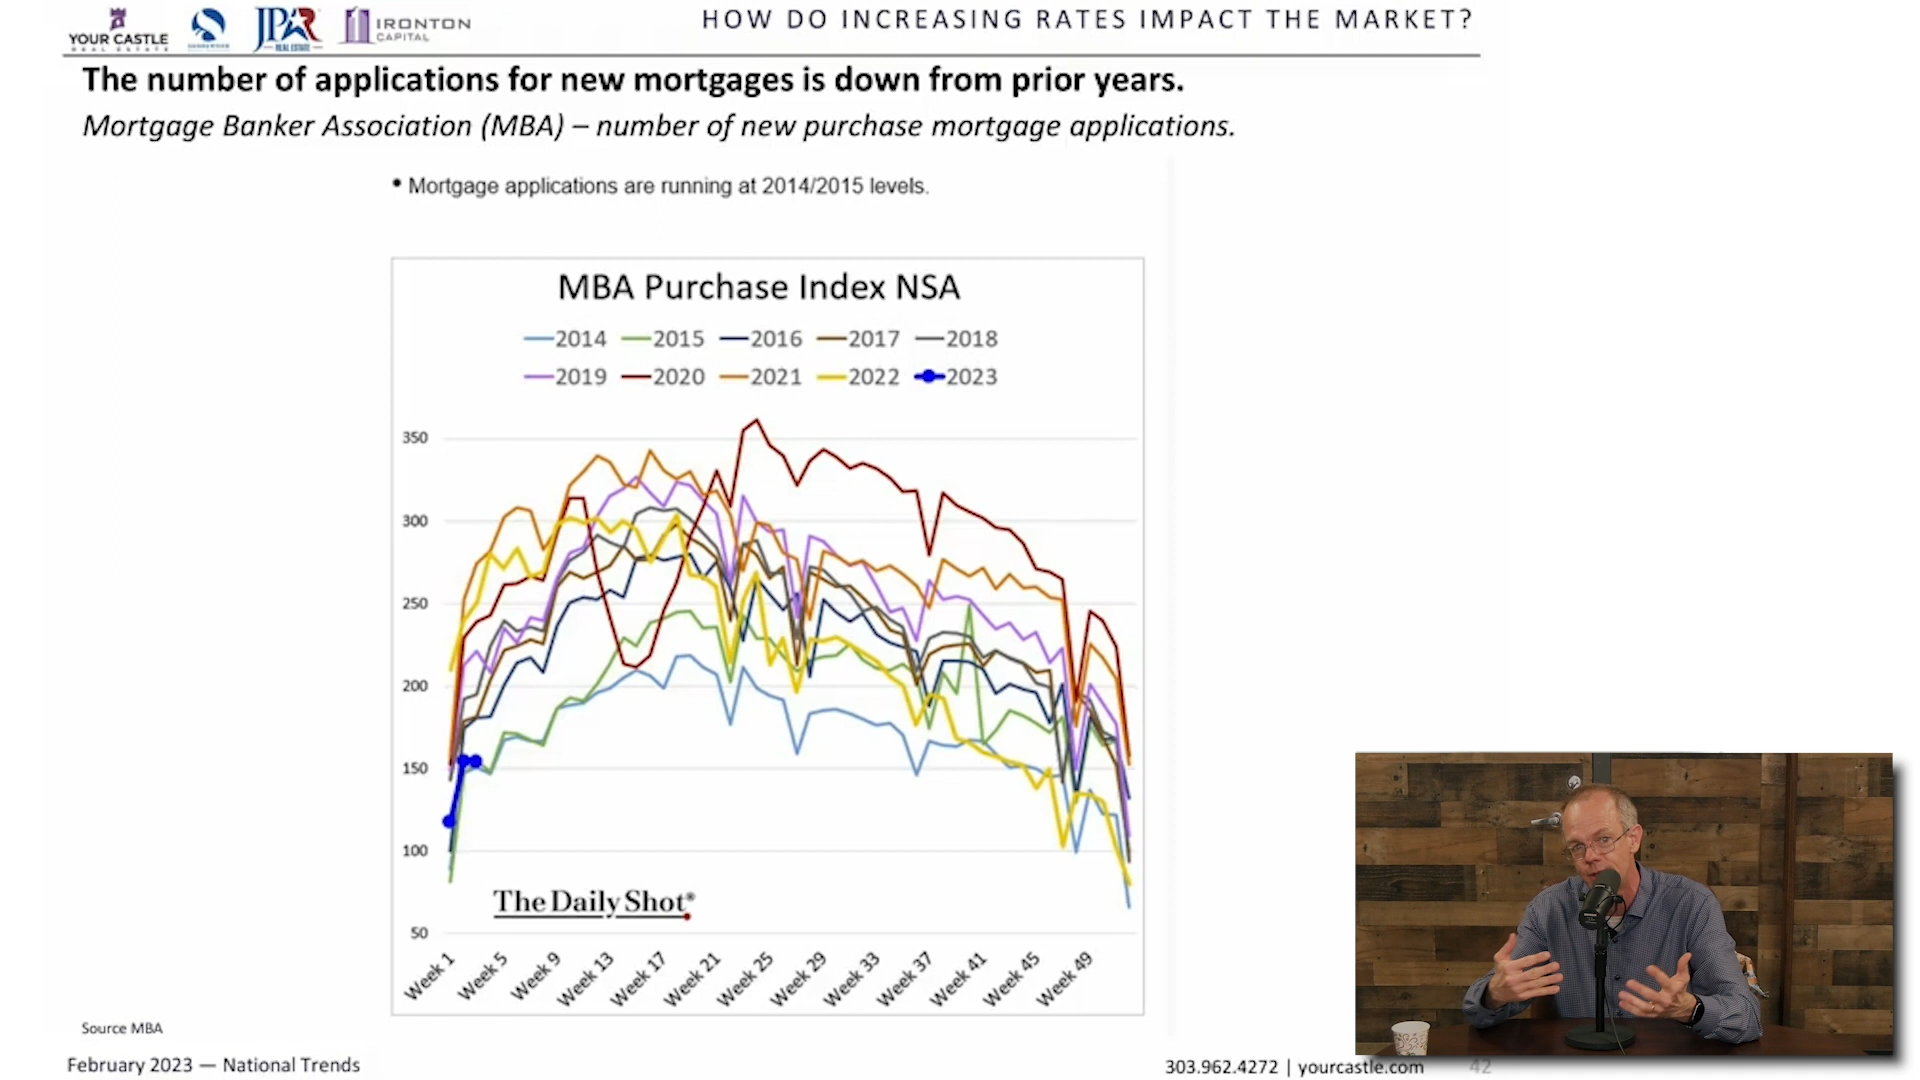 YOUR CASTLE
REAL ESTATE
JPAR
REAL ESTATE
IRONTON
CAPITAL
HOW DO INCREASING RATES IMPACT THE MARKET?
The number of applications for new mortgages is down from prior years.
Mortgage Banker Association (MBA) – number of new purchase mortgage applications.
• Mortgage applications are running at 2014/2015 levels.
MBA Purchase Index NSA
2014 2015 2016 2017 2018
2019 2020 2021 2022 2023
350
300
250
200
150
100
50
The Daily Shot®
Week 1 Week 5 Week 9 Week 13 Week 17 Week 21 Week 25 Week 29 Week 33 Week 37 Week 41 Week 45 Week 49
Source MBA
February 2023 — National Trends
303.962.4272 | yourcastle.com 42